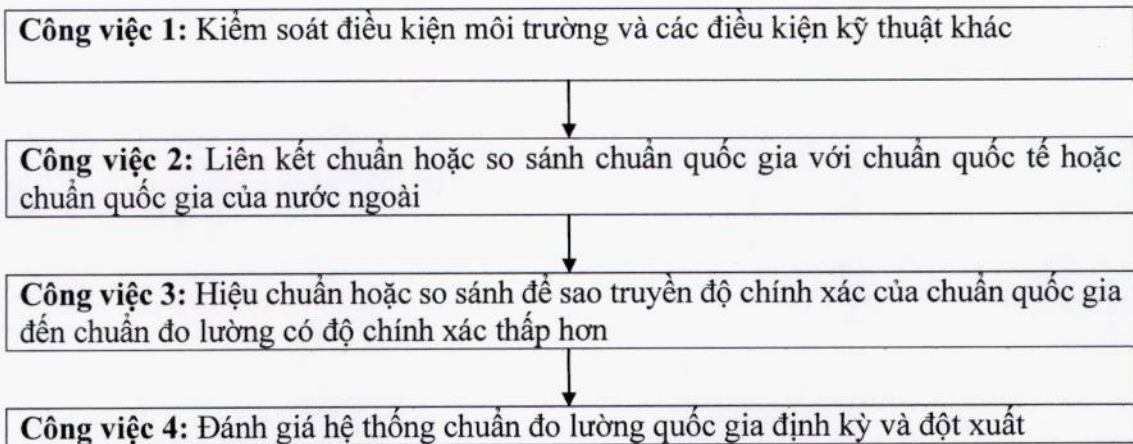 Công việc 1: Kiểm soát điều kiện môi trường và các điều kiện kỹ thuật khác
Công việc 2: Liên kết chuẩn hoặc so sánh chuẩn quốc gia với chuẩn quốc tế hoặc
chuẩn quốc gia của nước ngoài
Công việc 3: Hiệu chuẩn hoặc so sánh để sao truyền độ chính xác của chuẩn quốc gia
đến chuẩn đo lường có độ chính xác thấp hơn
Công việc 4: Đánh giá hệ thống chuẩn đo lường quốc gia định kỳ và đột xuất